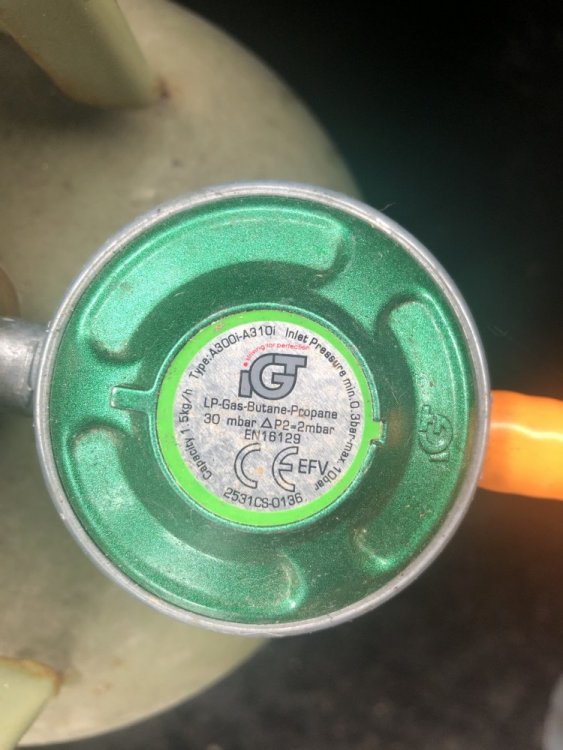 Type:A300i-A310i Inlet Pressure min.0.3bar-max.10bar
striving for perfection
IGT
LP-Gas-Butane-Propane
30 mbar Δ P2=2mbar
EN16129
CE EFV
2531CS-0136
Capacity 1.5kg/h
IGT